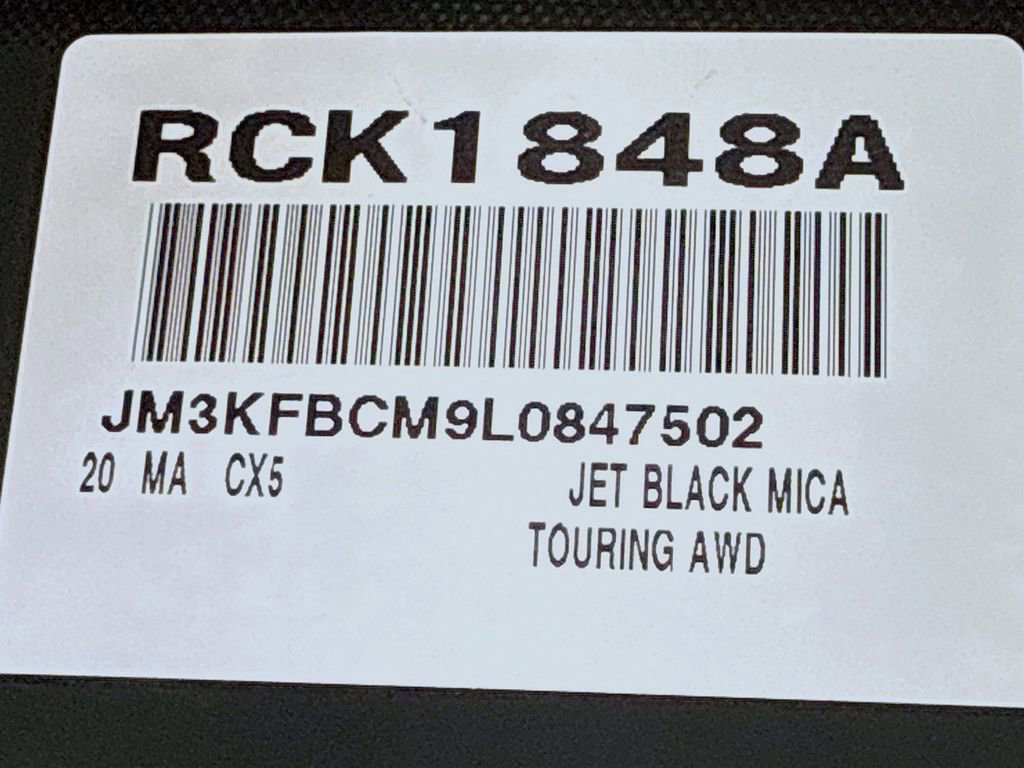 RCK1848A
JM3KFBCM9L0847502
20 MA CX5 JET BLACK MICA
TOURING AWD